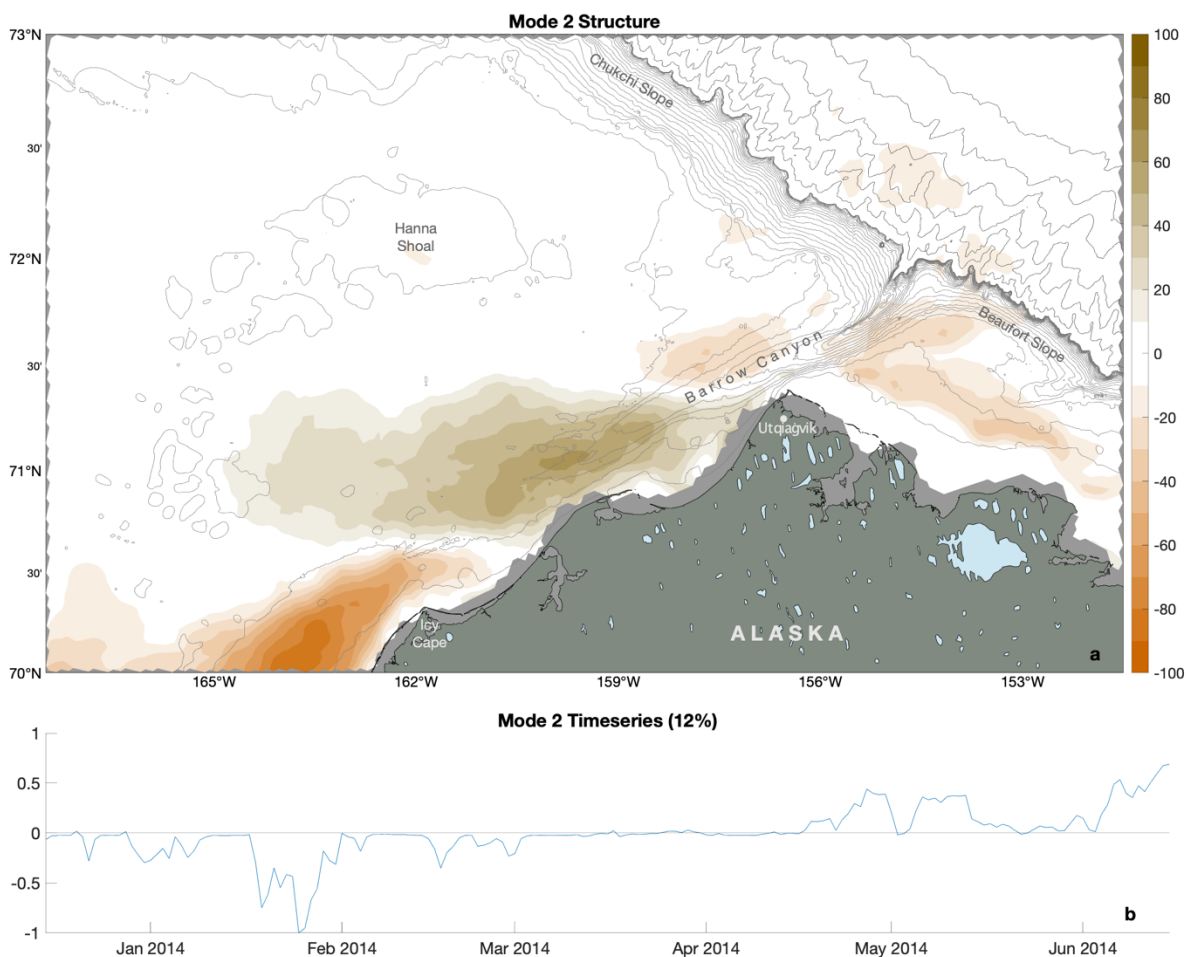 Mode 2 Structure
73°N
30'
72°N
30'
71°N
30'
70°N
165°W
162°W
159°W
156°W
153°W
Chukchi Slope
Hanna
Shoal
Barrow Canyon
Beaufort Slope
Utqiaġvik
Icy
Cape
ALASKA
a
100
80
60
40
20
0
-20
-40
-60
-80
-100
Mode 2 Timeseries (12%)
1
0.5
0
-0.5
-1
Jan 2014
Feb 2014
Mar 2014
Apr 2014
May 2014
Jun 2014
b